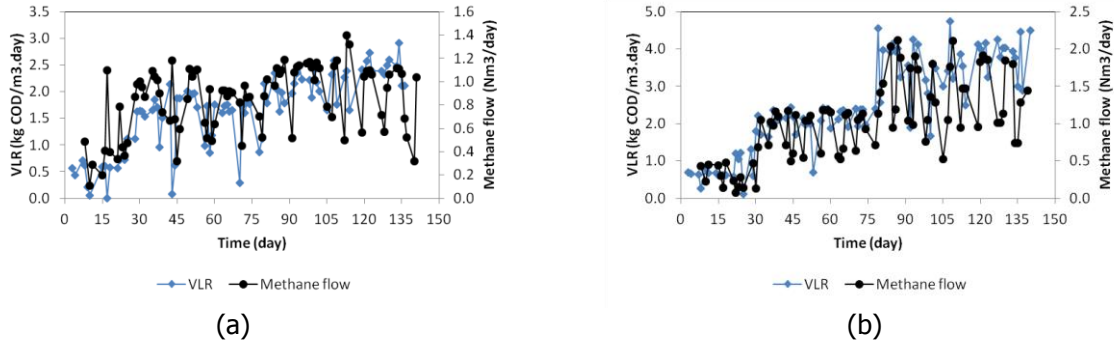 VLR (kg COD/m3.day)
3.5
3.0
2.5
2.0
1.5
1.0
0.5
0.0
1.6
1.4
1.2
1.0
0.8
0.6
0.4
0.2
0.0
Methane flow (Nm3/day)
0 15 30 45 60 75 90 105 120 135 150
Time (day)
VLR Methane flow
(a)
VLR (kg COD/m3.day)
5.0
4.0
3.0
2.0
1.0
0.0
2.5
2.0
1.5
1.0
0.5
0.0
Methane flow (Nm3/day)
0 15 30 45 60 75 90 105 120 135 150
Time (day)
VLR Methane flow
(b)